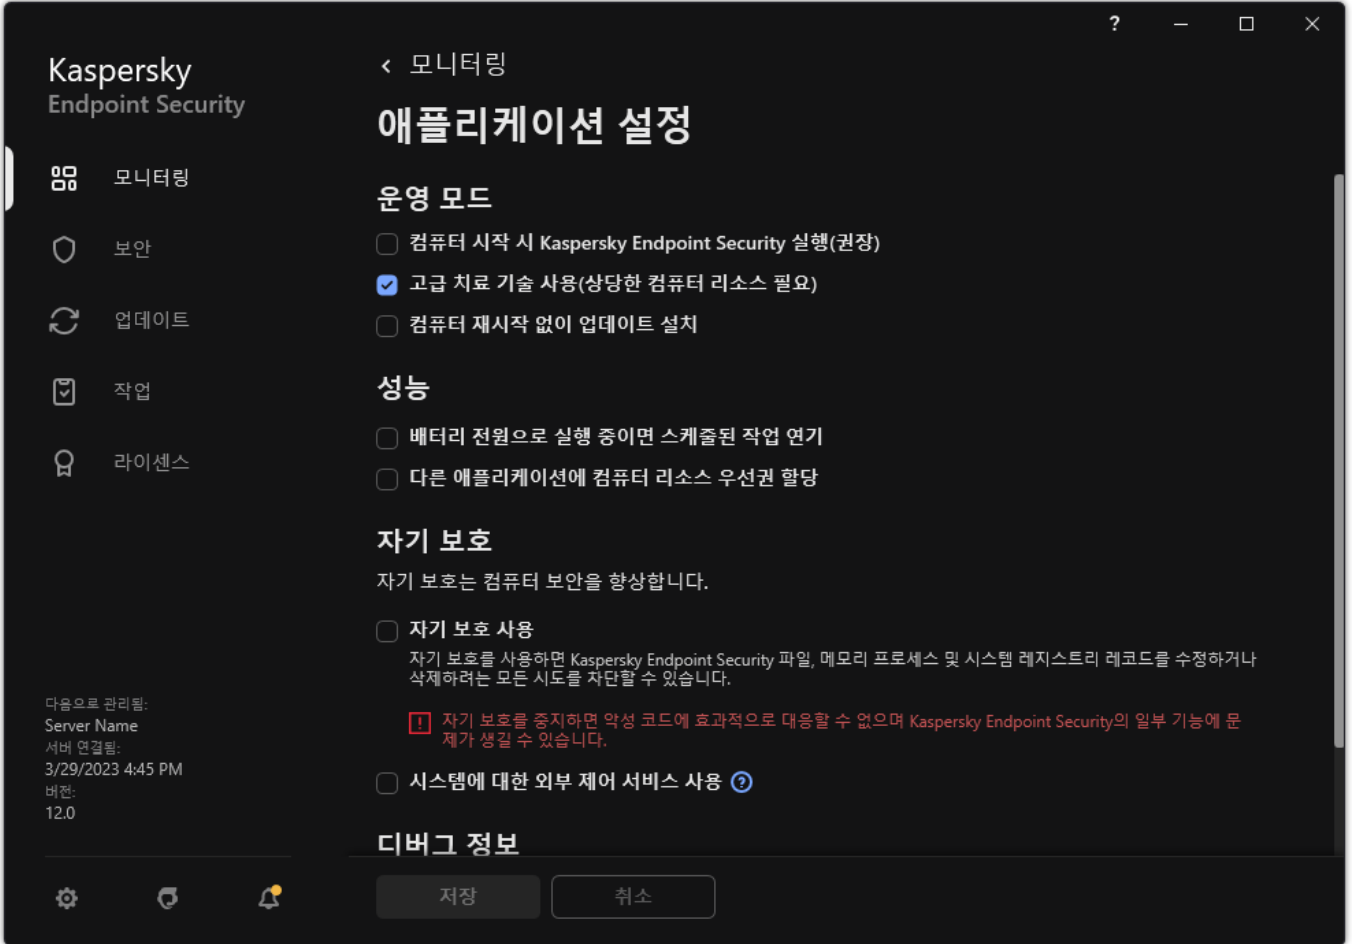 Kaspersky
Endpoint Security
모니터링
보안
업데이트
작업
라이센스
다음으로 관리됨:
Server Name
서버 연결됨:
3/29/2023 4:45 PM
버전:
12.0
?
모니터링
애플리케이션 설정
운영 모드
컴퓨터 시작 시 Kaspersky Endpoint Security 실행(권장)
고급 치료 기술 사용(상당한 컴퓨터 리소스 필요)
컴퓨터 재시작 없이 업데이트 설치
성능
배터리 전원으로 실행 중이면 스케줄된 작업 연기
다른 애플리케이션에 컴퓨터 리소스 우선권 할당
자기 보호
자기 보호는 컴퓨터 보안을 향상합니다.
자기 보호 사용
자기 보호를 사용하면 Kaspersky Endpoint Security 파일, 메모리 프로세스 및 시스템 레지스트리 레코드를 수정하거나
삭제하려는 모든 시도를 차단할 수 있습니다.
자기 보호를 중지하면 악성 코드에 효과적으로 대응할 수 없으며 Kaspersky Endpoint Security의 일부 기능에 문
제가 생길 수 있습니다.
시스템에 대한 외부 제어 서비스 사용 ?
디버그 정보
저장
취소